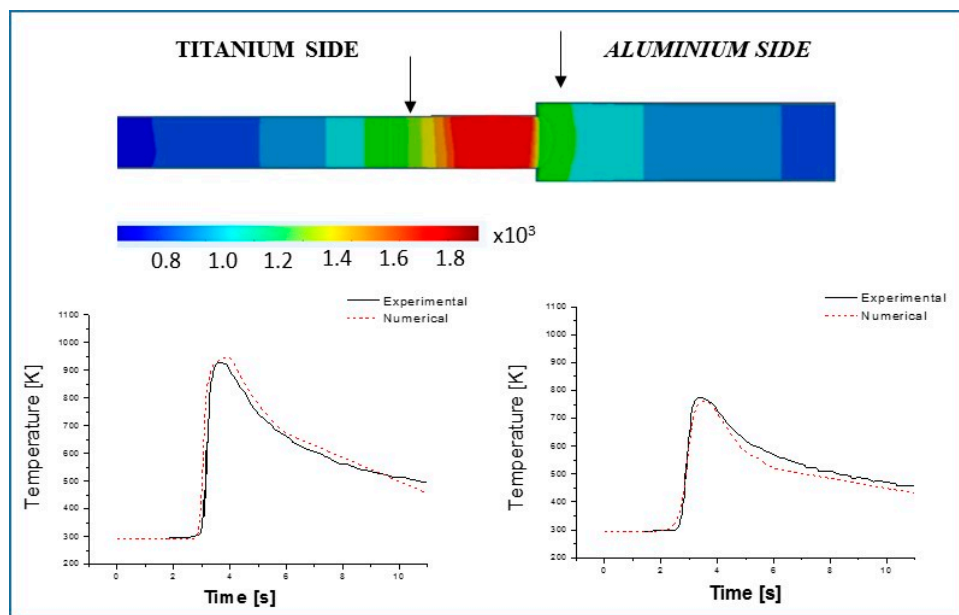 TITANIUM SIDE
ALUMINIUM SIDE
0.8 1.0 1.2 1.4 1.6 1.8 x10³
Experimental
Numerical
1100
1000
900
800
700
600
500
400
300
200
Temperature [K]
0 2 4 6 8 10
Time [s]
Experimental
Numerical
1100
1000
900
800
700
600
500
400
300
200
Temperature [K]
0 2 4 6 8 10
Time [s]